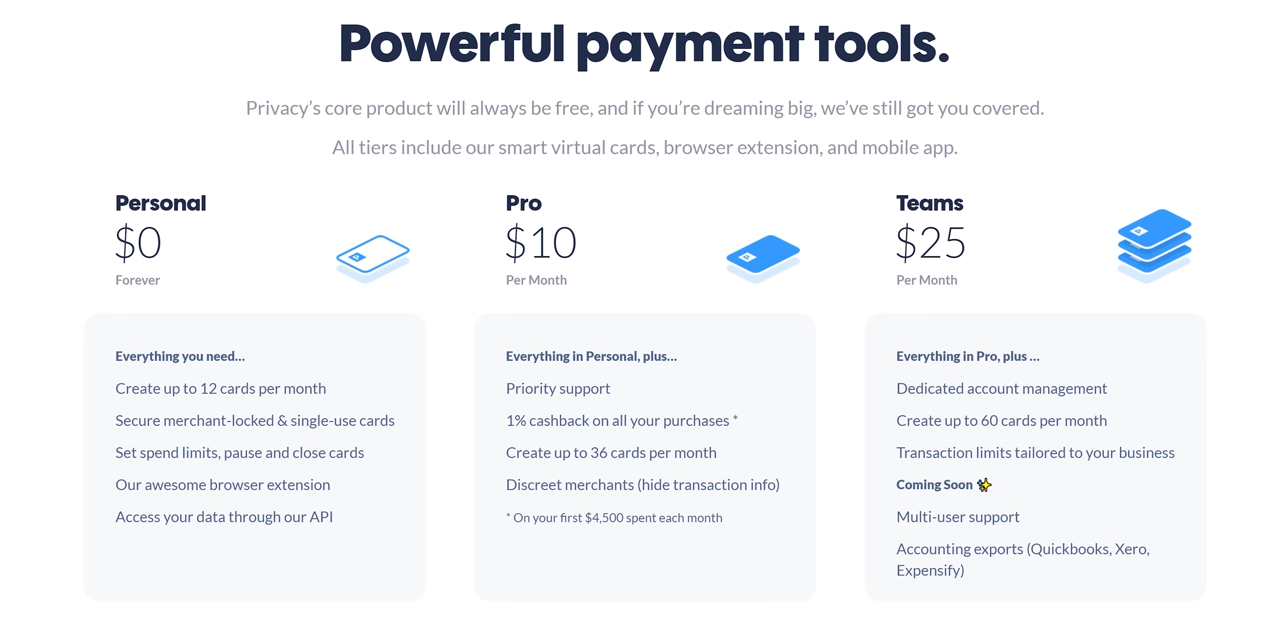 Powerful payment tools.
Privacy’s core product will always be free, and if you’re dreaming big, we’ve still got you covered.
All tiers include our smart virtual cards, browser extension, and mobile app.
Personal
$0
Forever
Everything you need...
Create up to 12 cards per month
Secure merchant-locked & single-use cards
Set spend limits, pause and close cards
Our awesome browser extension
Access your data through our API
Pro
$10
Per Month
Everything in Personal, plus...
Priority support
1% cashback on all your purchases *
Create up to 36 cards per month
Discreet merchants (hide transaction info)
* On your first $4,500 spent each month
Teams
$25
Per Month
Everything in Pro, plus ...
Dedicated account management
Create up to 60 cards per month
Transaction limits tailored to your business
Coming Soon ✨
Multi-user support
Accounting exports (Quickbooks, Xero,
Expensify)